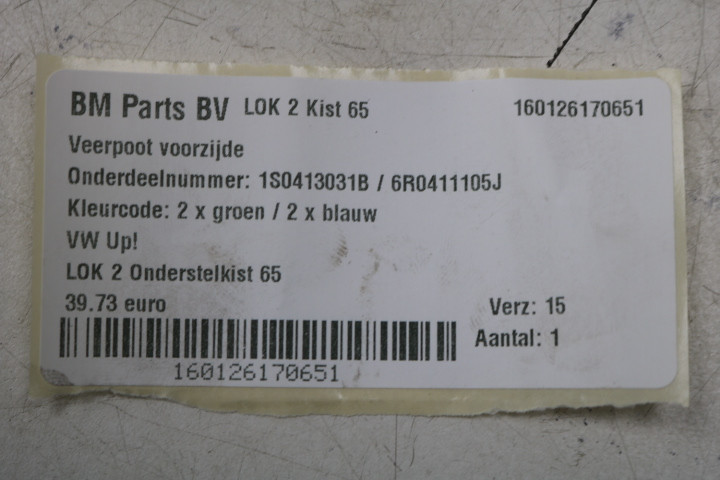 BM Parts BV LOK 2 Kist 65 160126170651
Veerpoot voorzijde
Onderdeelnummer: 1S0413031B / 6R0411105J
Kleurcode: 2 x groen / 2 x blauw
VW Up!
LOK 2 Onderstelkist 65
39.73 euro Verz: 15
Aantal: 1
160126170651